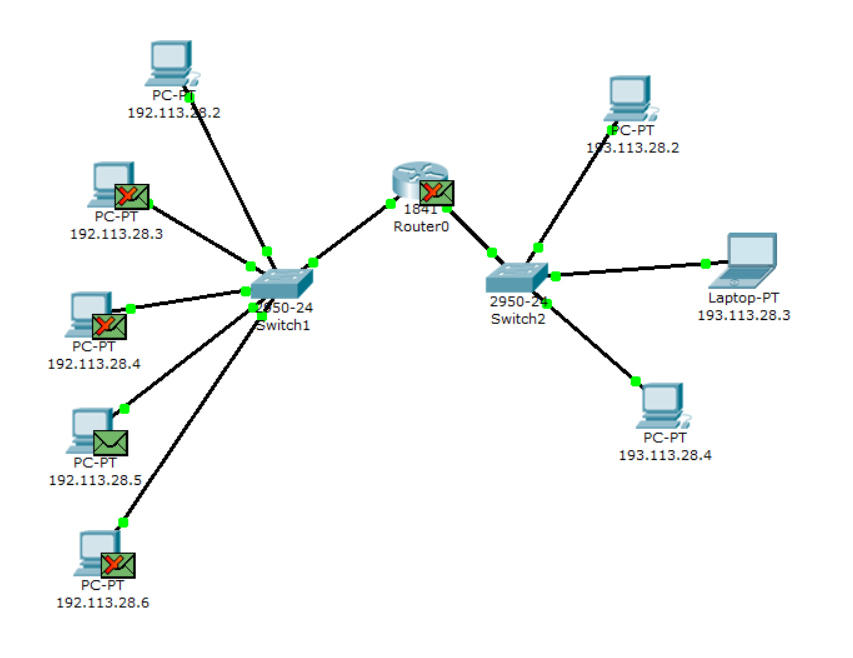 PC-PT
192.113.28.2
PC-PT
192.113.28.3
PC-PT
192.113.28.4
PC-PT
192.113.28.5
PC-PT
192.113.28.6
2950-24
Switch1
1841
Router0
2950-24
Switch2
PC-PT
193.113.28.2
Laptop-PT
193.113.28.3
PC-PT
193.113.28.4